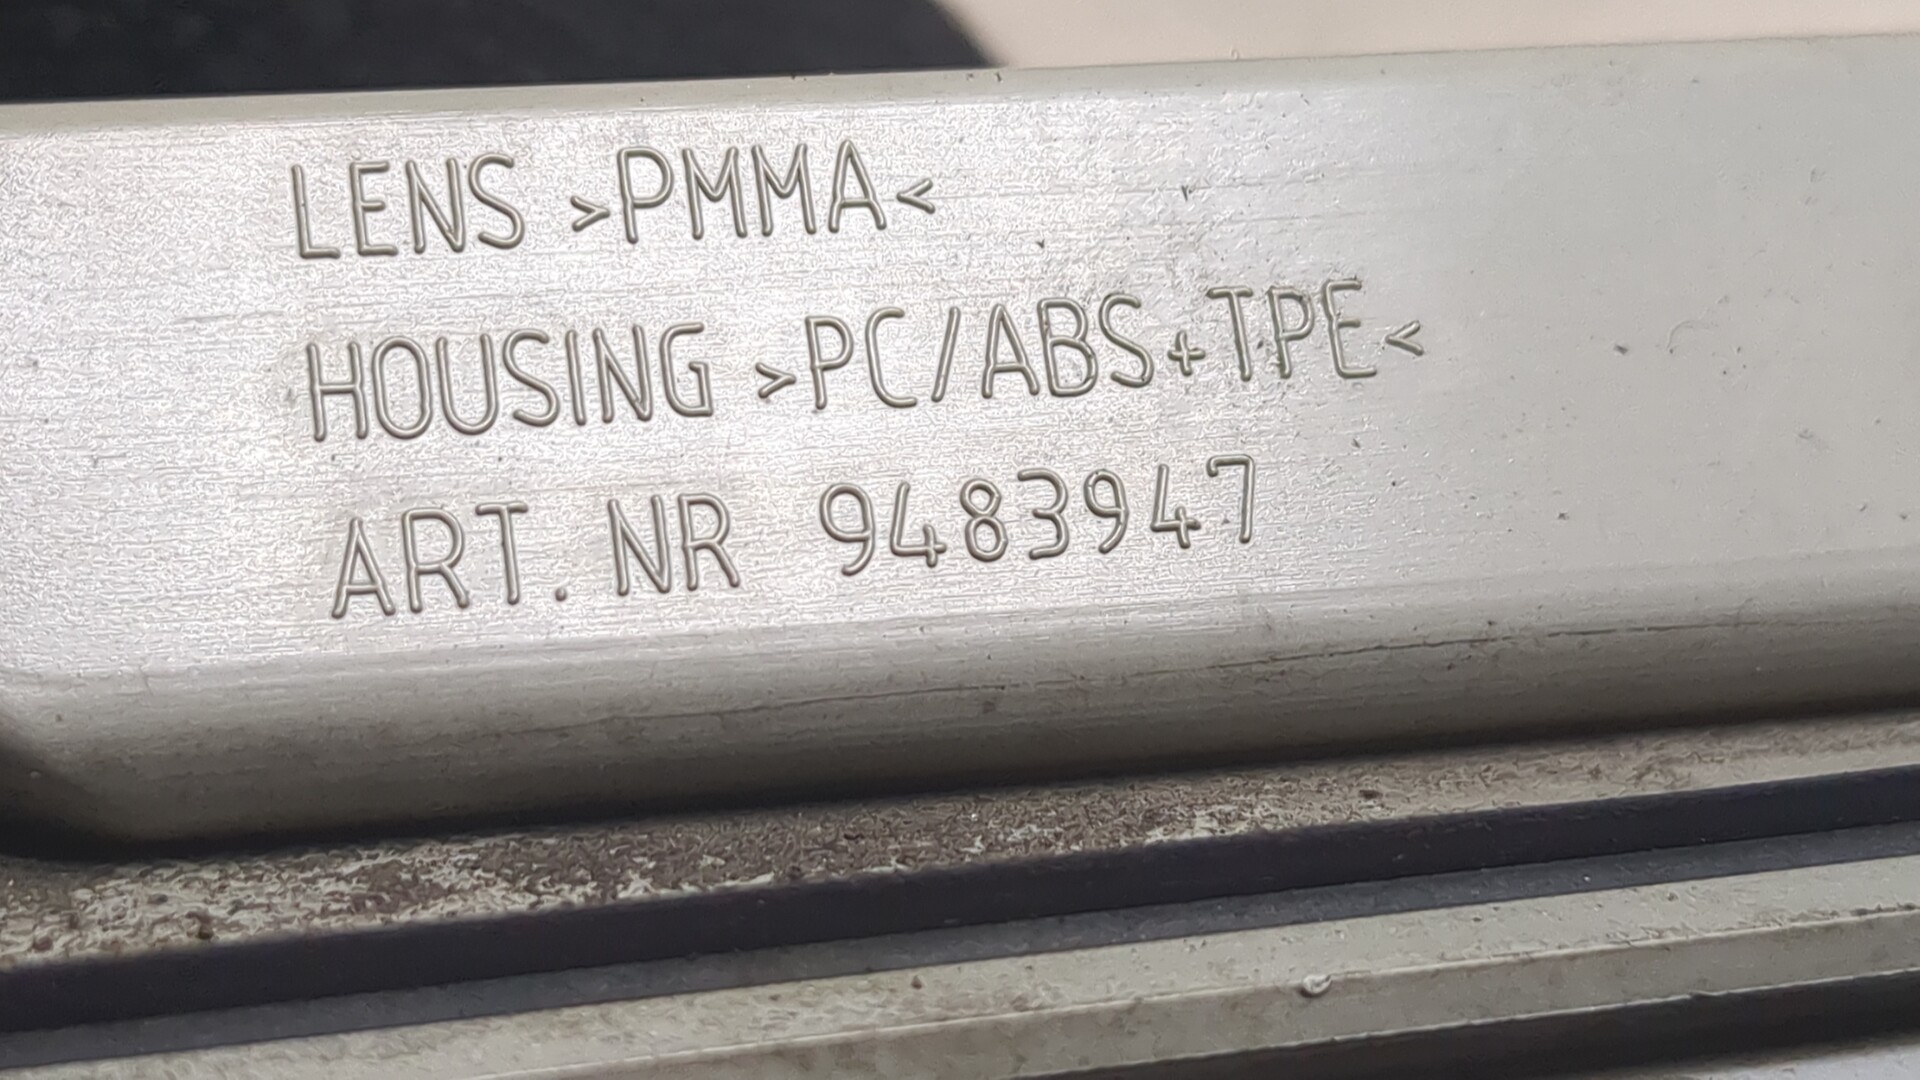 LENS >PMMA<
HOUSING >PC/ABS+TPE<
ART. NR 9483947